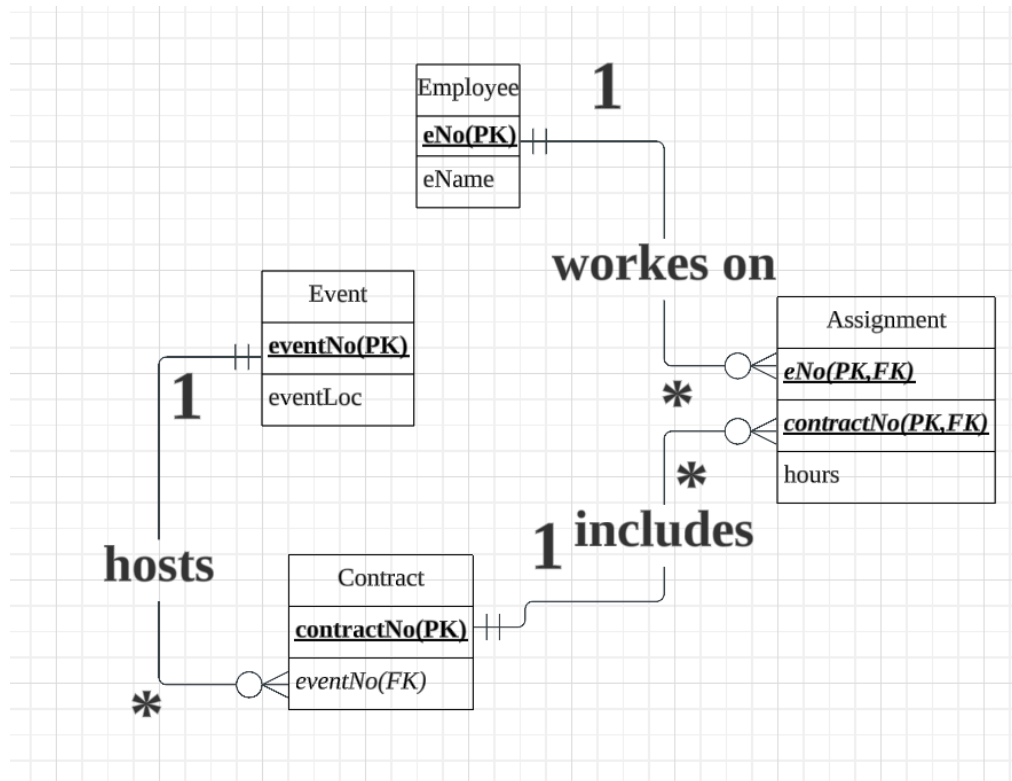 Employee
1
eNo(PK)
eName
workes on
Event
eventNo(PK)
eventLoc
1
Assignment
eNo(PK,FK)
*
contractNo(PK,FK)
*
hours
includes
1
hosts
Contract
contractNo(PK)
eventNo(FK)
*